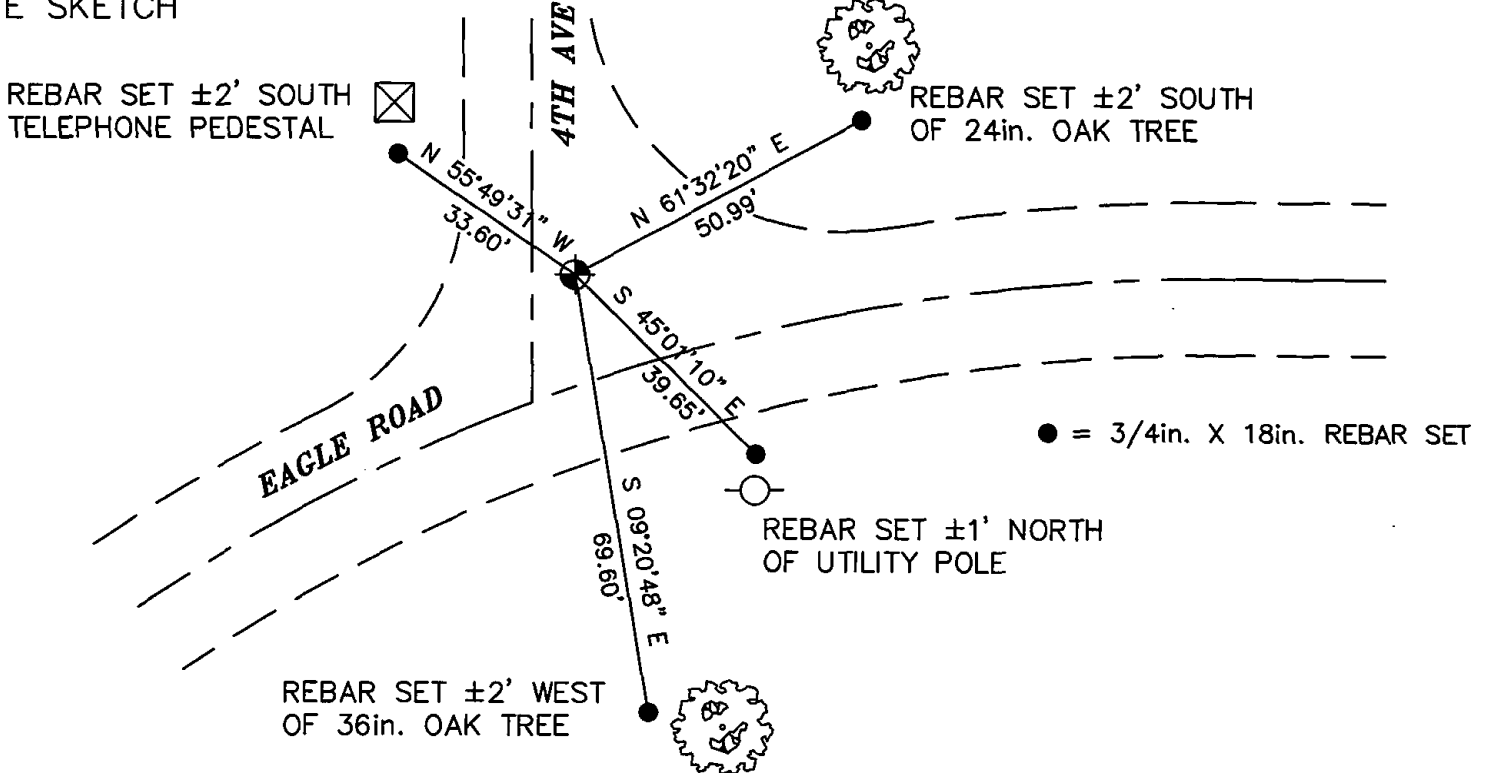 E SKETCH
4TH AVE
REBAR SET ±2' SOUTH
TELEPHONE PEDESTAL
REBAR SET ±2' SOUTH
OF 24in. OAK TREE
N 55°49'31" W
33.60'
N 61°32'20" E
50.99'
S 45°01'10" E
39.65'
EAGLE ROAD
● = 3/4in. X 18in. REBAR SET
S 09°20'48" E
69.60'
REBAR SET ±1' NORTH
OF UTILITY POLE
REBAR SET ±2' WEST
OF 36in. OAK TREE